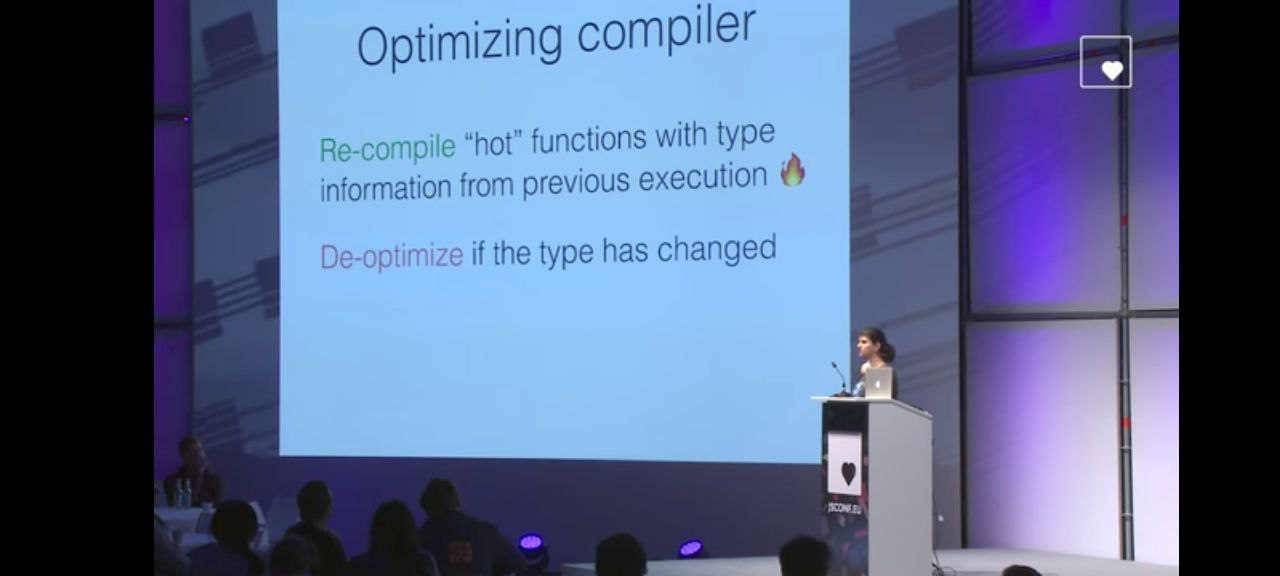 Optimizing compiler
Re-compile “hot” functions with type
information from previous execution 🔥
De-optimize if the type has changed
JSCONF.EU